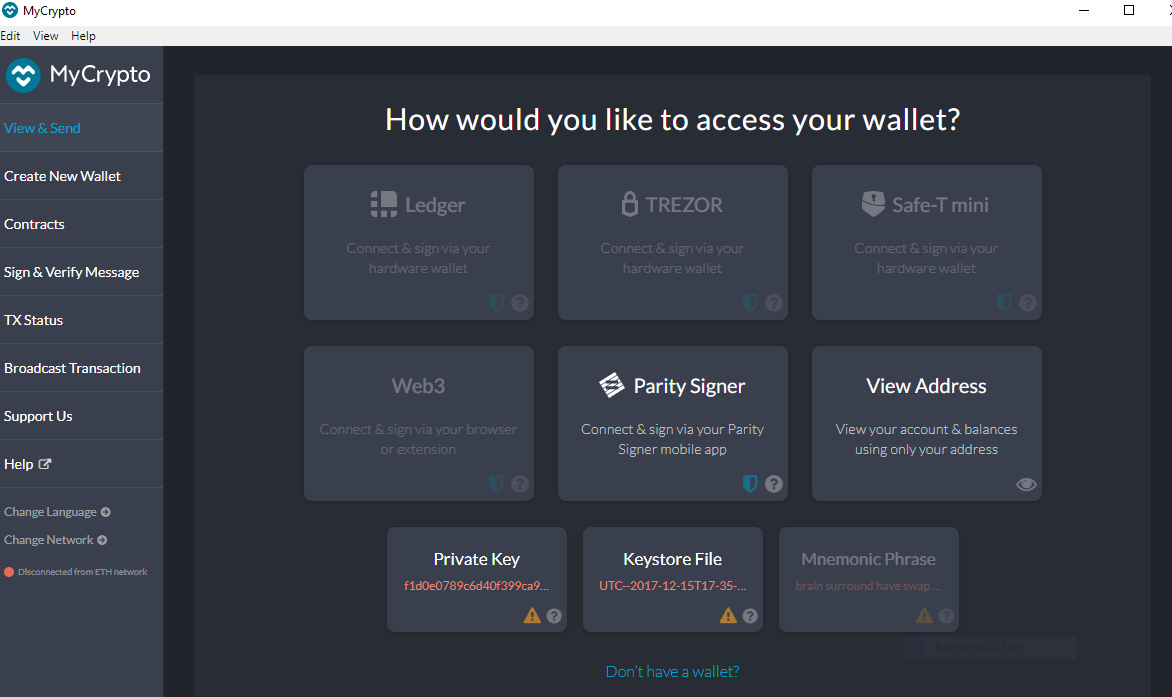 MyCrypto
Edit View Help
MyCrypto
View & Send
Create New Wallet
Contracts
Sign & Verify Message
TX Status
Broadcast Transaction
Support Us
Help
Change Language
Change Network
Disconnected from ETH network
How would you like to access your wallet?
Ledger
Connect & sign via your
hardware wallet
?
TREZOR
Connect & sign via your
hardware wallet
?
Safe-T mini
Connect & sign via your
hardware wallet
?
Web3
Connect & sign via your browser
or extension
?
Parity Signer
Connect & sign via your Parity
Signer mobile app
?
View Address
View your account & balances
using only your address
Private Key
f1d0e0789c6d40f399ca9...
?
Keystore File
UTC--2017-12-15T17-35-...
?
Mnemonic Phrase
brain surround have swap ...
?
Rectangular Snip
Don't have a wallet?